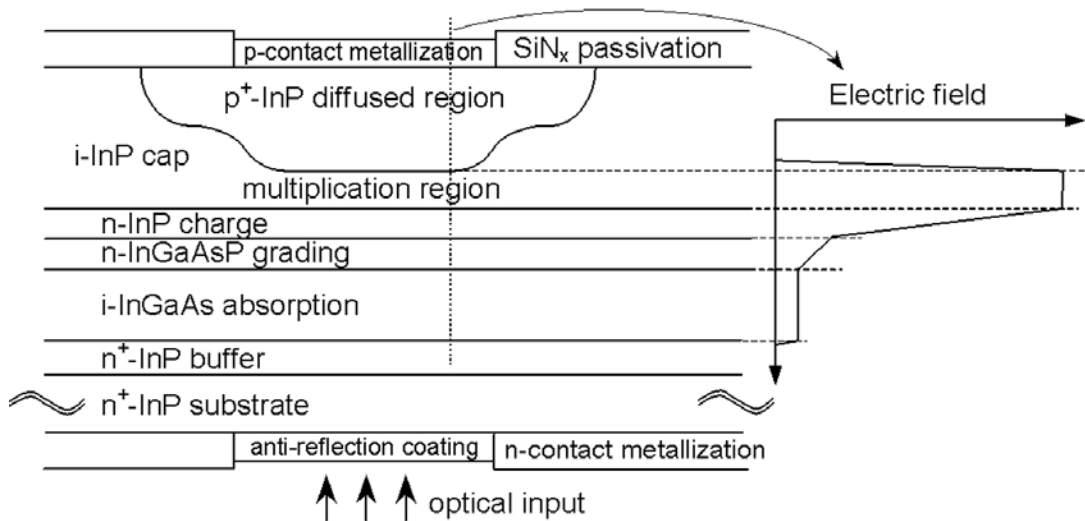 p-contact metallization
SiNₓ passivation
p⁺-InP diffused region
Electric field
i-InP cap
multiplication region
n-InP charge
n-InGaAsP grading
i-InGaAs absorption
n⁺-InP buffer
n⁺-InP substrate
anti-reflection coating
n-contact metallization
optical input